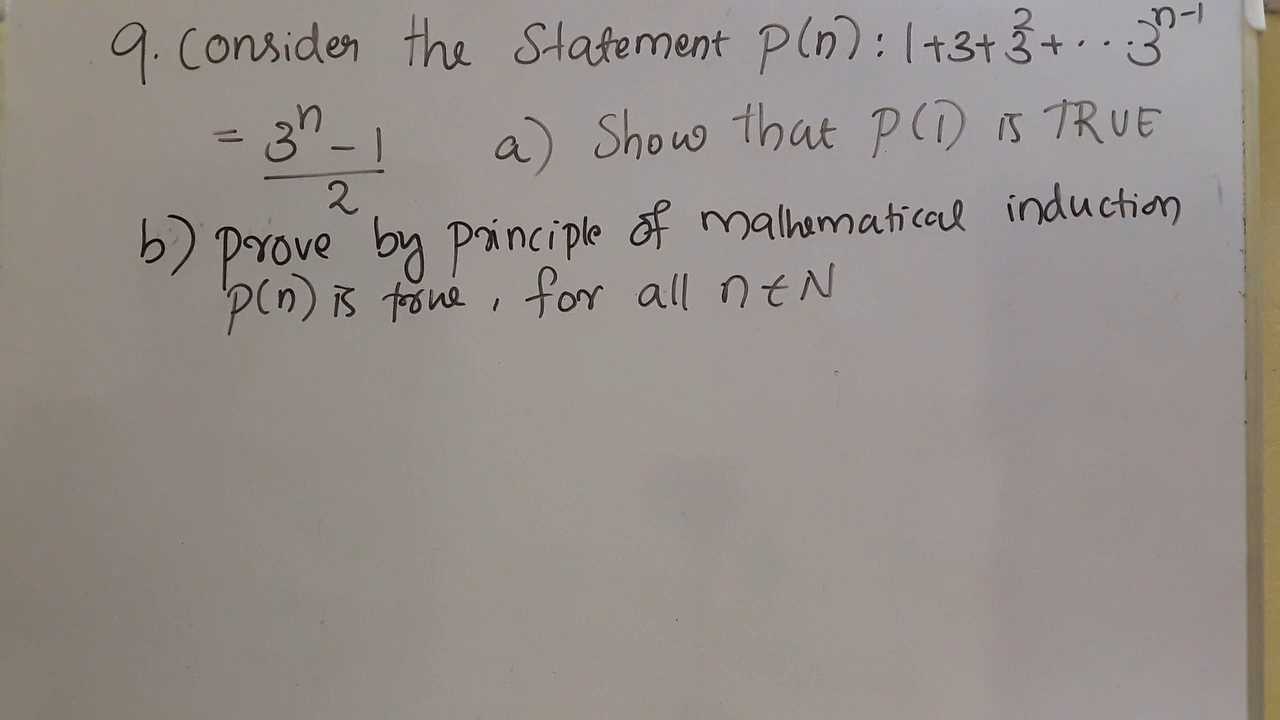 9. Consider the Statement P(n) : 1+3+3²+ · · · 3ⁿ⁻¹
= 3ⁿ - 1 / 2 a) Show that P(1) is TRUE
b) prove by principle of mathematical induction
P(n) is true, for all n ∈ N